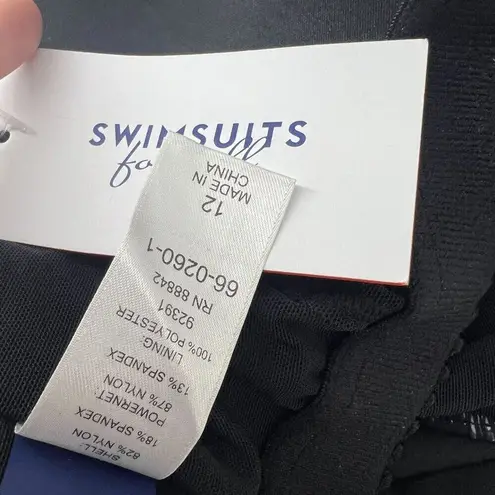 SWIMSUITS
for all
SHELL:
82% NYLON
18% SPANDEX
POWERNET:
87% NYLON
13% SPANDEX
LINING:
100% POLYESTER
92391
RN 88842
66-0260-1
12
MADE IN
CHINA